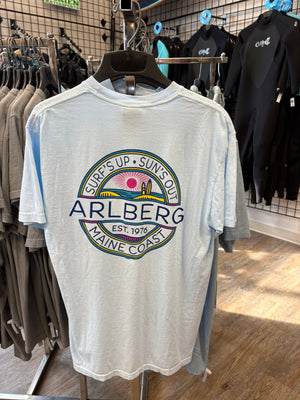 SURF'S UP • SUN'S OUT
ARLBERG
EST. 1976
MAINE COAST